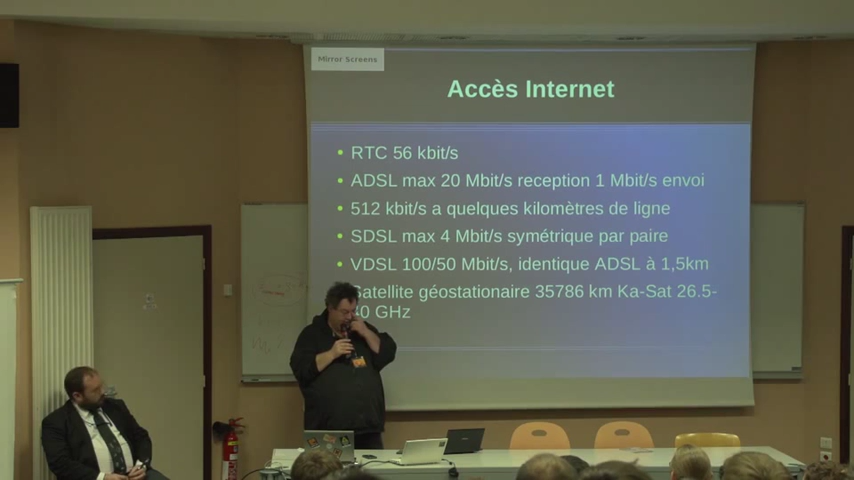 Mirror Screens
Accès Internet
• RTC 56 kbit/s
• ADSL max 20 Mbit/s reception 1 Mbit/s envoi
• 512 kbit/s a quelques kilomètres de ligne
• SDSL max 4 Mbit/s symétrique par paire
• VDSL 100/50 Mbit/s, identique ADSL à 1,5km
Satellite géostationaire 35786 km Ka-Sat 26.5-
GHz